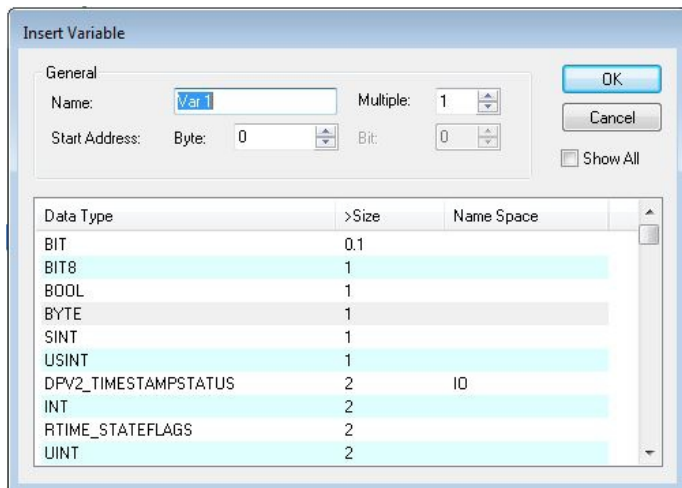 Insert Variable
General
Name: Var 1 Multiple: 1
Start Address: Byte: 0 Bit: 0
OK
Cancel
Show All
Data Type >Size Name Space
BIT 0.1
BIT8 1
BOOL 1
BYTE 1
SINT 1
USINT 1
DPV2_TIMESTAMPSTATUS 2 IO
INT 2
RTIME_STATEFLAGS 2
UINT 2